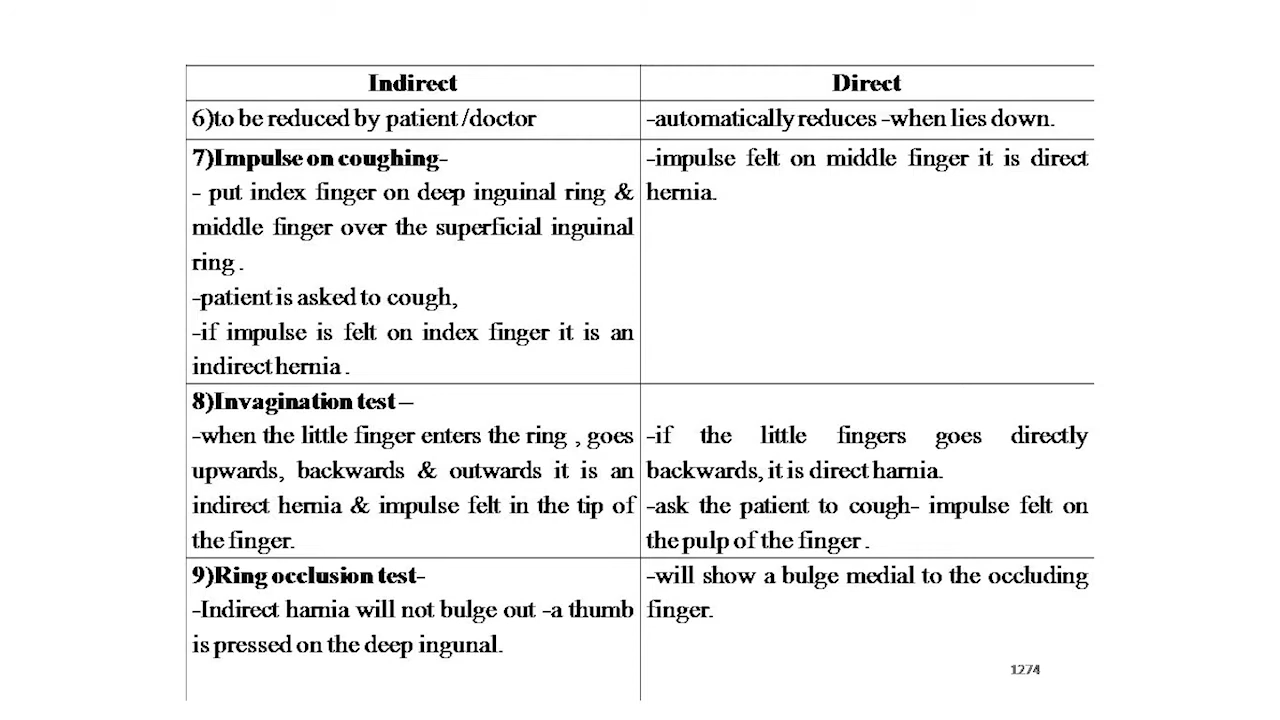 Indirect
Direct
6)to be reduced by patient/doctor
-automatically reduces -when lies down.
7)Impulse on coughing-
- put index finger on deep inguinal ring &
middle finger over the superficial inguinal
ring .
-patient is asked to cough,
-if impulse is felt on index finger it is an
indirect hernia .
-impulse felt on middle finger it is direct
hernia.
8)Invagination test –
-when the little finger enters the ring , goes
upwards, backwards & outwards it is an
indirect hernia & impulse felt in the tip of
the finger.
-if the little fingers goes directly
backwards, it is direct harnia.
-ask the patient to cough- impulse felt on
the pulp of the finger .
9)Ring occlusion test-
-Indirect harnia will not bulge out -a thumb
is pressed on the deep ingunal.
-will show a bulge medial to the occluding
finger.
1274